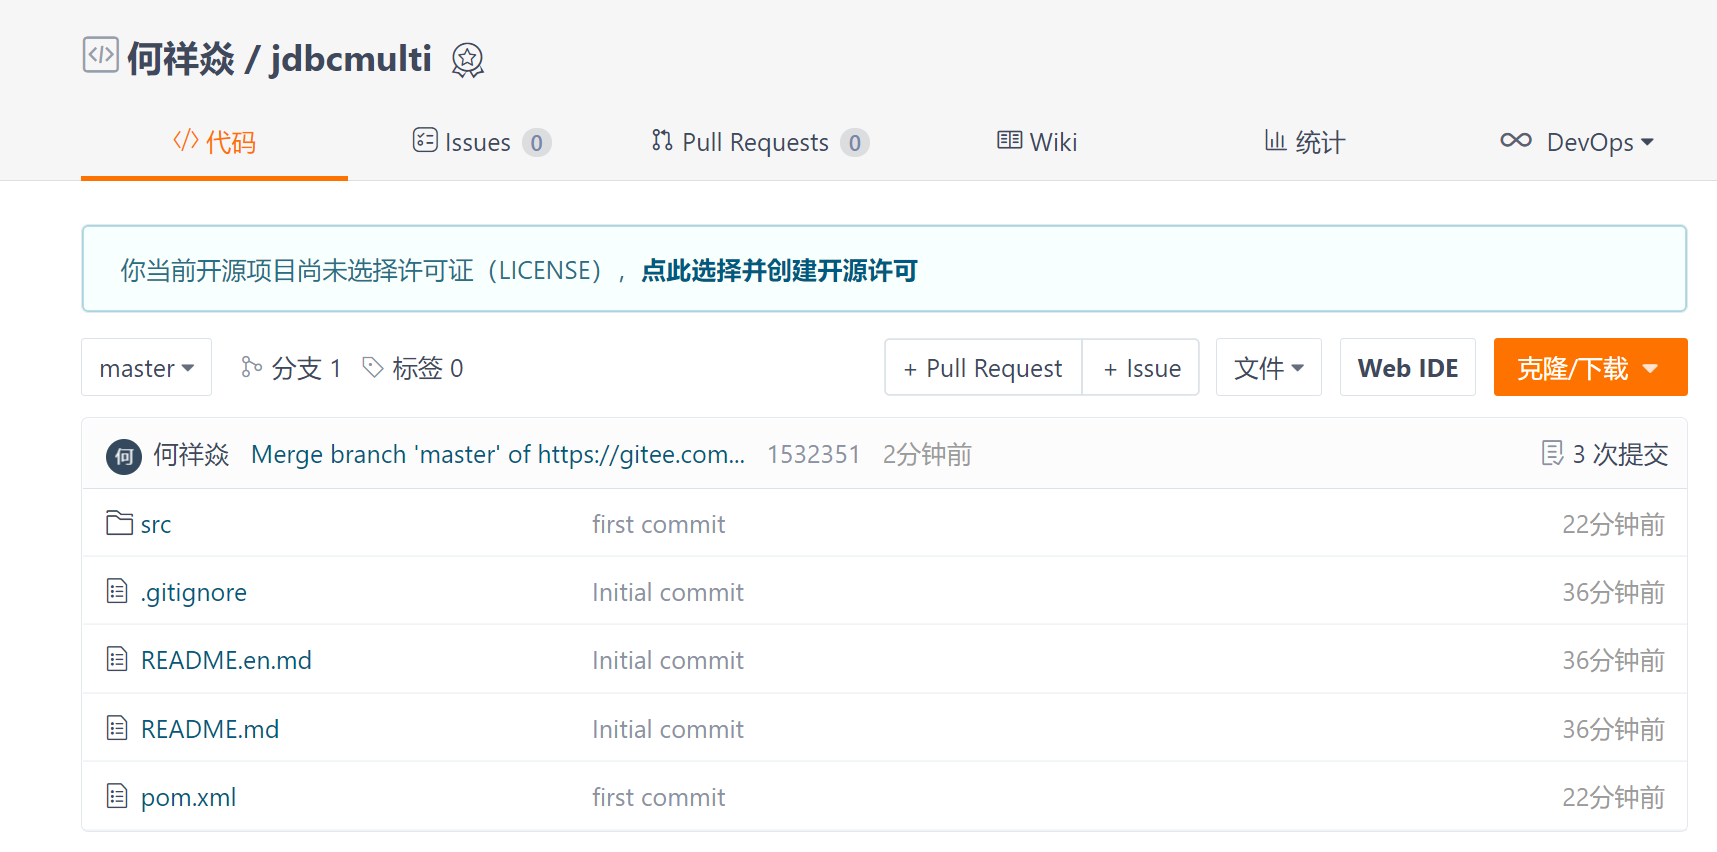 何祥焱 / jdbcmulti
代码 Issues 0 Pull Requests 0 Wiki 统计 DevOps
你当前开源项目尚未选择许可证（LICENSE），点此选择并创建开源许可
master 分支 1 标签 0 + Pull Request + Issue 文件 Web IDE 克隆/下载
何 何祥焱 Merge branch 'master' of https://gitee.com... 1532351 2分钟前 3 次提交
src first commit 22分钟前
.gitignore Initial commit 36分钟前
README.en.md Initial commit 36分钟前
README.md Initial commit 36分钟前
pom.xml first commit 22分钟前